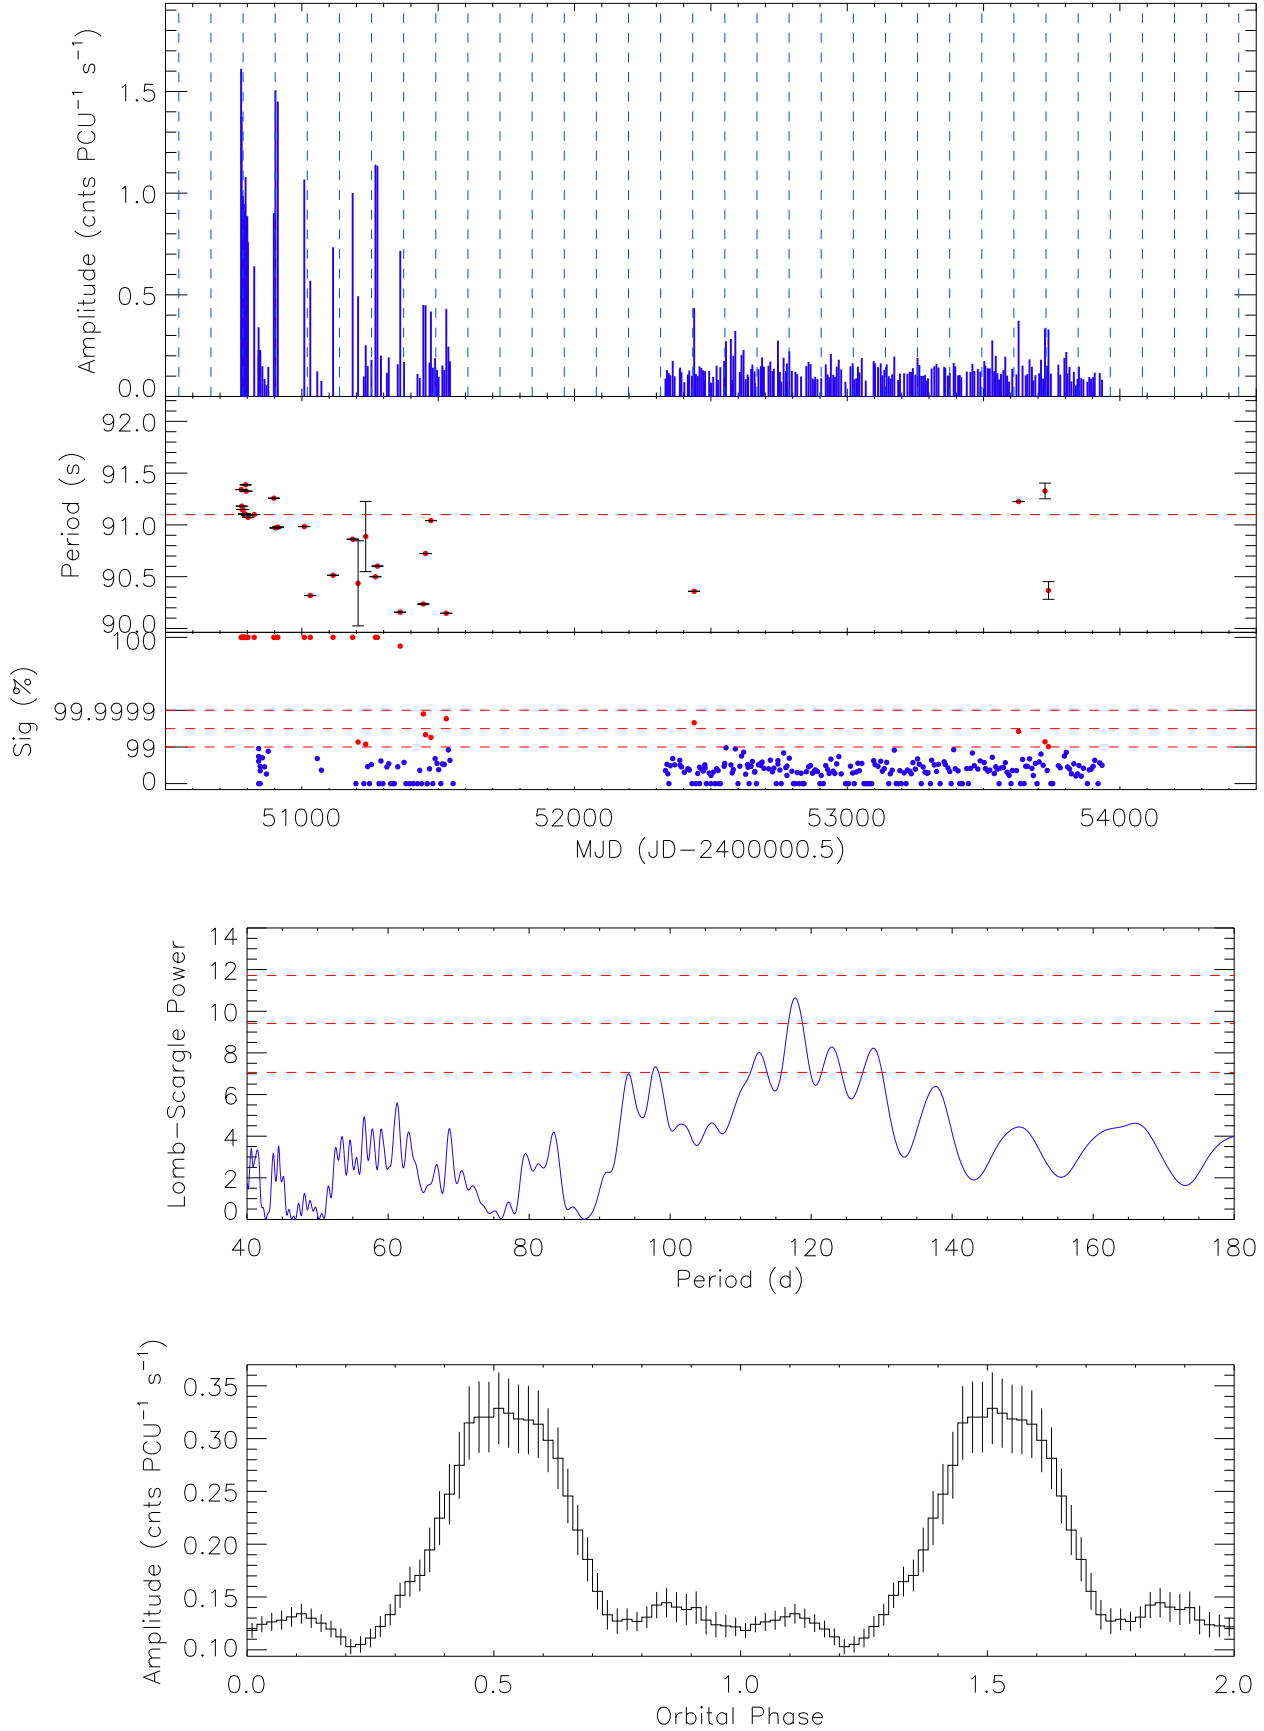 Amplitude (cnts PCU⁻¹ s⁻¹)
1.5
1.0
0.5
0.0
Period (s)
92.0
91.5
91.0
90.5
90.0
Sig (%)
100
99.9999
99
0
51000 52000 53000 54000
MJD (JD−2400000.5)
Lomb−Scargle Power
14
12
10
8
6
4
2
0
40 60 80 100 120 140 160 180
Period (d)
Amplitude (cnts PCU⁻¹ s⁻¹)
0.35
0.30
0.25
0.20
0.15
0.10
0.0 0.5 1.0 1.5 2.0
Orbital Phase